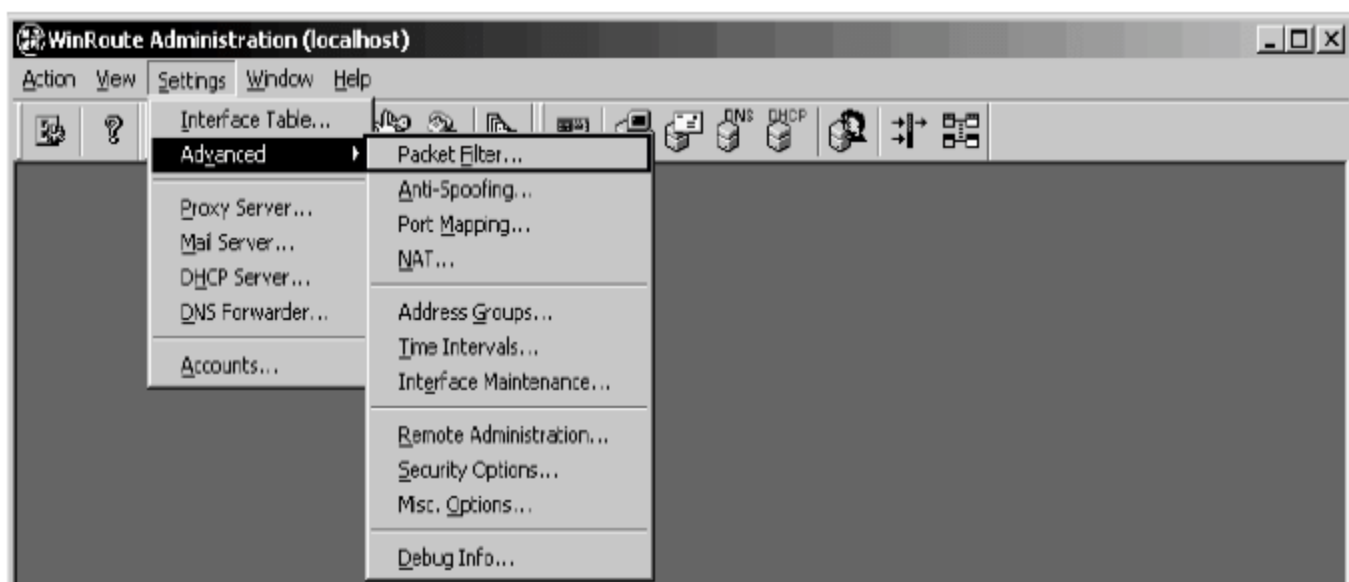 WinRoute Administration (localhost)
Action View Settings Window Help
DNS DHCP
Interface Table...
Advanced
Proxy Server...
Mail Server...
DHCP Server...
DNS Forwarder...
Accounts...
Packet Filter...
Anti-Spoofing...
Port Mapping...
NAT...
Address Groups...
Time Intervals...
Interface Maintenance...
Remote Administration...
Security Options...
Misc. Options...
Debug Info...